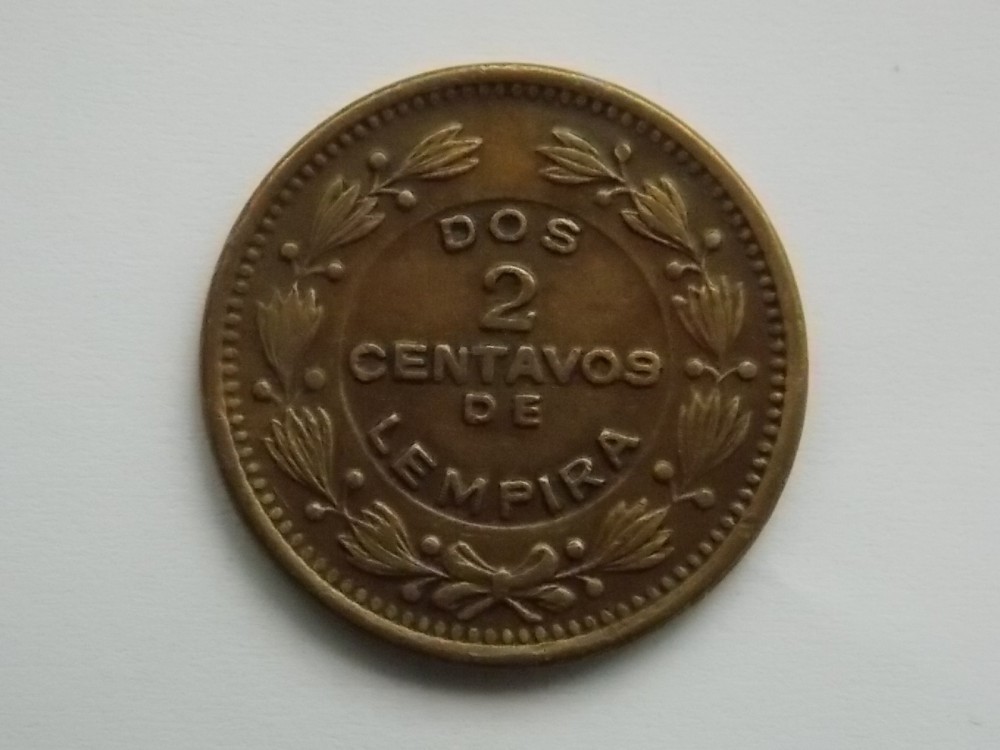 DOS
2
CENTAVOS
DE
LEMPIRA